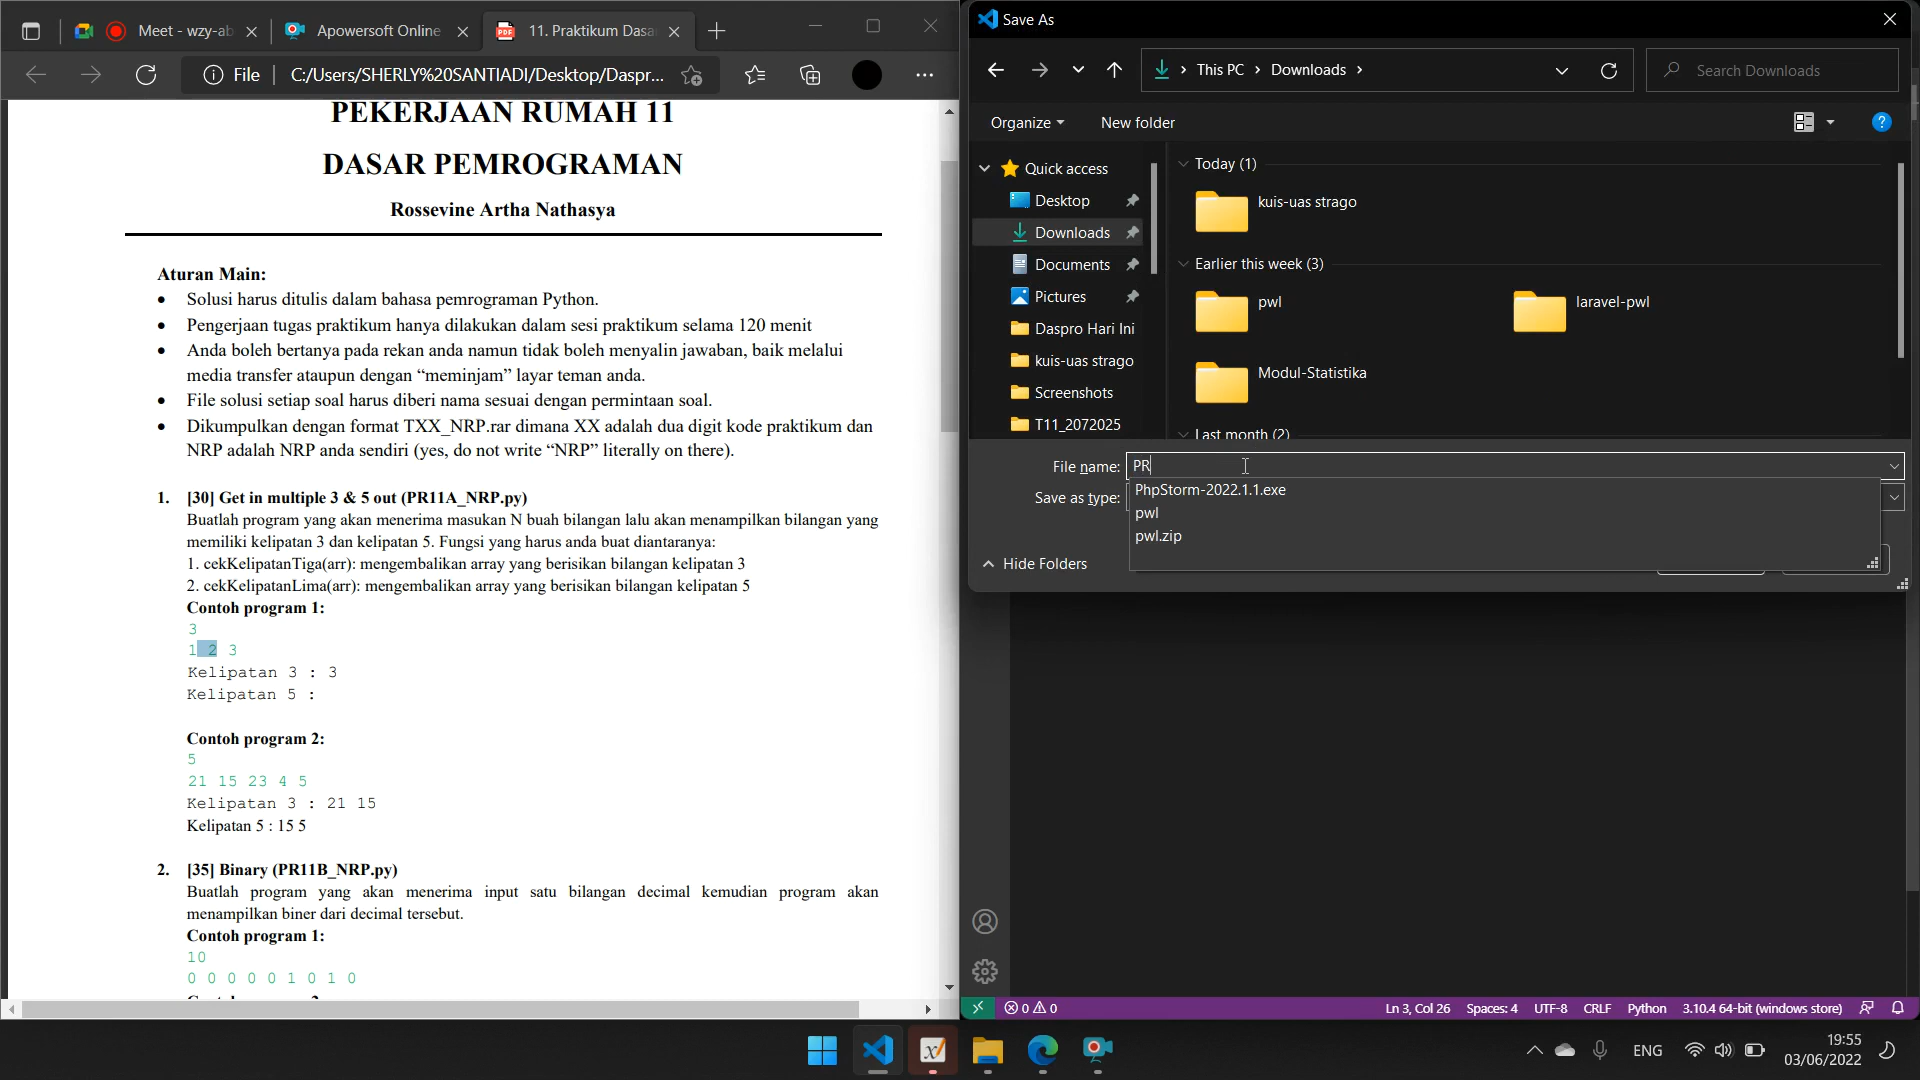 Meet - wzy-ab
Apowersoft Online
11. Praktikum Dasa
File
C:/Users/SHERLY%20SANTIADI/Desktop/Daspr...
PEKERJAAN RUMAH 11
DASAR PEMROGRAMAN
Rossevine Artha Nathasya
Aturan Main:
• Solusi harus ditulis dalam bahasa pemrograman Python.
• Pengerjaan tugas praktikum hanya dilakukan dalam sesi praktikum selama 120 menit
• Anda boleh bertanya pada rekan anda namun tidak boleh menyalin jawaban, baik melalui
media transfer ataupun dengan “meminjam” layar teman anda.
• File solusi setiap soal harus diberi nama sesuai dengan permintaan soal.
• Dikumpulkan dengan format TXX_NRP.rar dimana XX adalah dua digit kode praktikum dan
NRP adalah NRP anda sendiri (yes, do not write “NRP” literally on there).
1. [30] Get in multiple 3 & 5 out (PR11A_NRP.py)
Buatlah program yang akan menerima masukan N buah bilangan lalu akan menampilkan bilangan yang
memiliki kelipatan 3 dan kelipatan 5. Fungsi yang harus anda buat diantaranya:
1. cekKelipatanTiga(arr): mengembalikan array yang berisikan bilangan kelipatan 3
2. cekKelipatanLima(arr): mengembalikan array yang berisikan bilangan kelipatan 5
Contoh program 1:
3
1 2 3
Kelipatan 3 : 3
Kelipatan 5 :
Contoh program 2:
5
21 15 23 4 5
Kelipatan 3 : 21 15
Kelipatan 5 : 15 5
2. [35] Binary (PR11B_NRP.py)
Buatlah program yang akan menerima input satu bilangan decimal kemudian program akan
menampilkan biner dari decimal tersebut.
Contoh program 1:
10
0 0 0 0 0 1 0 1 0
Save As
This PC
Downloads
Search Downloads
Organize
New folder
Quick access
Desktop
Downloads
Documents
Pictures
Daspro Hari Ini
kuis-uas strago
Screenshots
T11_2072025
Today (1)
kuis-uas strago
Earlier this week (3)
pwl
laravel-pwl
Modul-Statistika
Last month (2)
File name: PR
Save as type:
PhpStorm-2022.1.1.exe
pwl
pwl.zip
Hide Folders
0 0
Ln 3, Col 26
Spaces: 4
UTF-8
CRLF
Python
3.10.4 64-bit (windows store)
ENG
19:55
03/06/2022